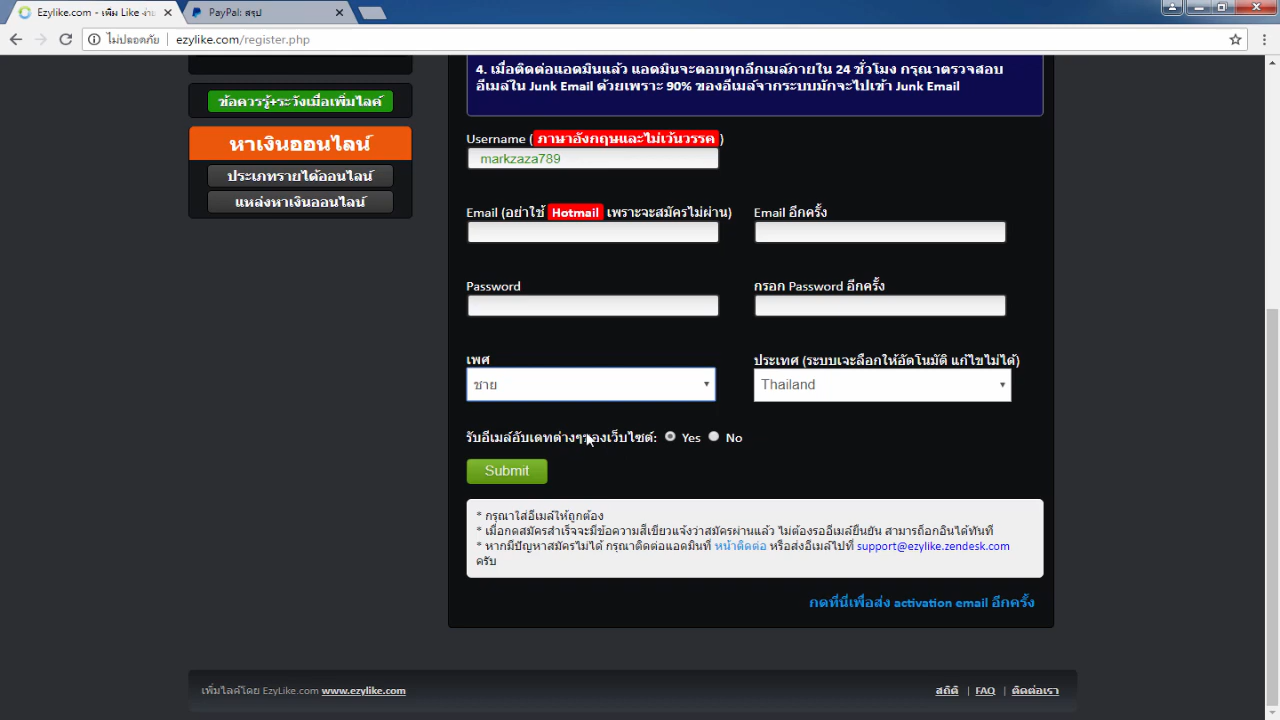 Ezylike.com - เพิ่ม Like ง่าย
PayPal: สรุป
ไม่ปลอดภัย
ezylike.com/register.php
4. เมื่อติดต่อแอดมินแล้ว แอดมินจะตอบทุกอีกเมล์ภายใน 24 ชั่วโมง กรุณาตรวจสอบ
อีเมล์ใน Junk Email ด้วยเพราะ 90% ของอีเมล์จากระบบมักจะไปเข้า Junk Email
ข้อควรรู้+ระวังเมื่อเพิ่มไลค์
หาเงินออนไลน์
ประเภทรายได้ออนไลน์
แหล่งหาเงินออนไลน์
Username ( ภาษาอังกฤษและไม่เว้นวรรค )
markzaza789
Email (อย่าใช้ Hotmail เพราะจะสมัครไม่ผ่าน)
Email อีกครั้ง
Password
กรอก Password อีกครั้ง
เพศ
ประเทศ (ระบบเจะลือกให้อัตโนมัติ แก้ไขไม่ได้)
ชาย
Thailand
รับอีเมล์อับเดทต่างๆของเว็บไซต์: Yes No
Submit
* กรุณาใส่อีเมล์ให้ถูกต้อง
* เมื่อกดสมัครสำเร็จจะมีข้อความสีเขียวแจ้งว่าสมัครผ่านแล้ว ไม่ต้องรออีเมล์ยืนยัน สามารถล็อกอินได้ทันที
* หากมีปัญหาสมัครไม่ได้ กรุณาติดต่อแอดมินที่ หน้าติดต่อ หรือส่งอีเมล์ไปที่ support@ezylike.zendesk.com
ครับ
กดที่นี่เพื่อส่ง activation email อีกครั้ง
เพิ่มไลค์โดย EzyLike.com www.ezylike.com
สถิติ | FAQ | ติดต่อเรา